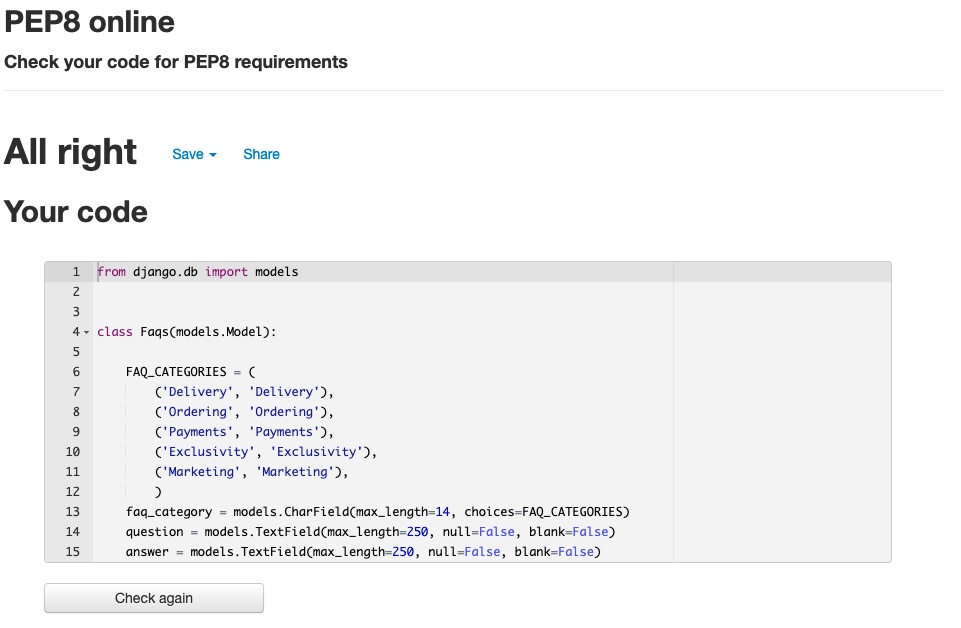 PEP8 online
Check your code for PEP8 requirements
All right Save Share
Your code
1 from django.db import models
2
3
4 class Faqs(models.Model):
5
6     FAQ_CATEGORIES = (
7         ('Delivery', 'Delivery'),
8         ('Ordering', 'Ordering'),
9         ('Payments', 'Payments'),
10         ('Exclusivity', 'Exclusivity'),
11         ('Marketing', 'Marketing'),
12         )
13     faq_category = models.CharField(max_length=14, choices=FAQ_CATEGORIES)
14     question = models.TextField(max_length=250, null=False, blank=False)
15     answer = models.TextField(max_length=250, null=False, blank=False)
Check again